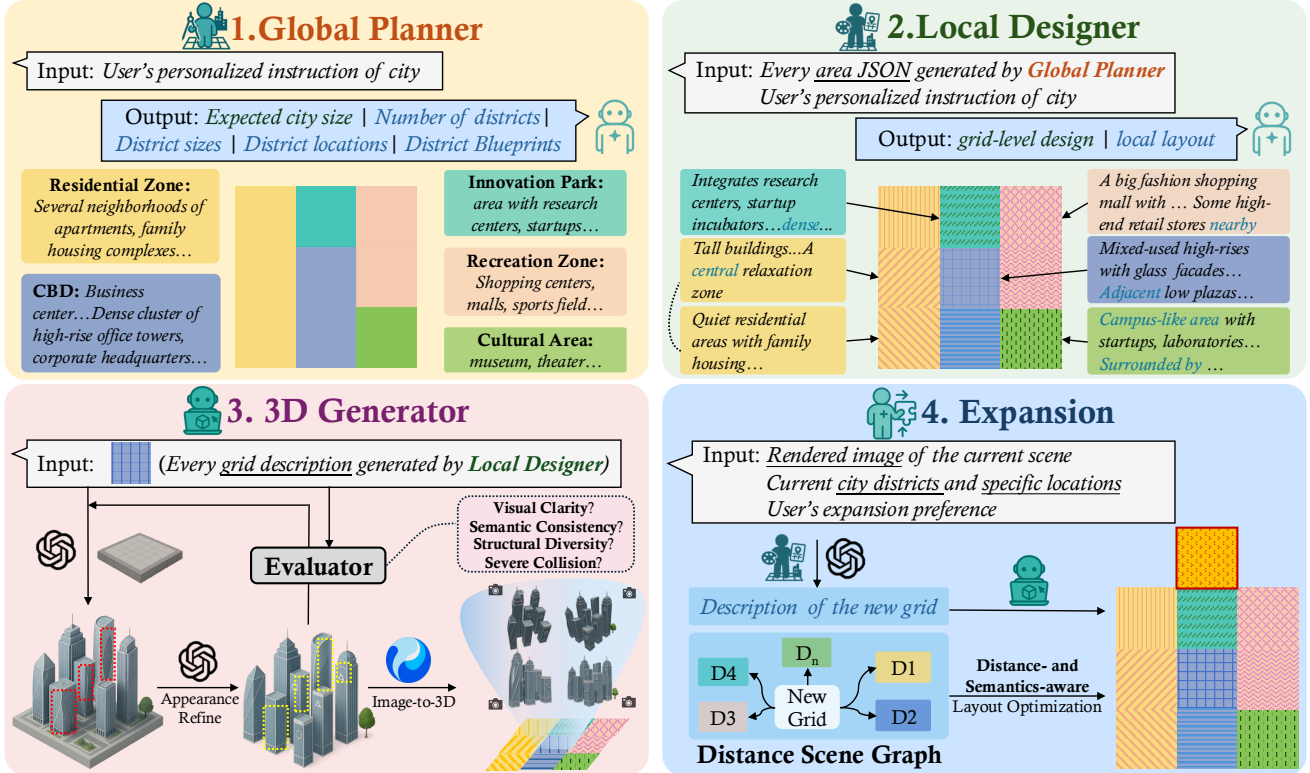 1.Global Planner
Input: User's personalized instruction of city
Output: Expected city size | Number of districts|
District sizes | District locations| District Blueprints
Residential Zone:
Several neighborhoods of
apartments, family
housing complexes…
CBD: Business
center…Dense cluster of
high-rise office towers,
corporate headquarters…
Innovation Park:
area with research
centers, startups…
Recreation Zone:
Shopping centers,
malls, sports field…
Cultural Area:
museum, theater…
2.Local Designer
Input: Every area JSON generated by Global Planner
User's personalized instruction of city
Output: grid-level design | local layout
Integrates research
centers, startup
incubators…dense…
Tall buildings…A
central relaxation
zone
Quiet residential
areas with family
housing…
A big fashion shopping
mall with … Some high-
end retail stores nearby
Mixed-used high-rises
with glass facades…
Adjacent low plazas…
Campus-like area with
startups, laboratories…
Surrounded by …
3. 3D Generator
Input: (Every grid description generated by Local Designer)
Visual Clarity?
Semantic Consistency?
Structural Diversity?
Severe Collision?
Evaluator
Appearance
Refine
Image-to-3D
4. Expansion
Input: Rendered image of the current scene
Current city districts and specific locations
User's expansion preference
Description of the new grid
D4
Dn
D1
New
Grid
D3
D2
Distance Scene Graph
Distance- and
Semantics-aware
Layout Optimization